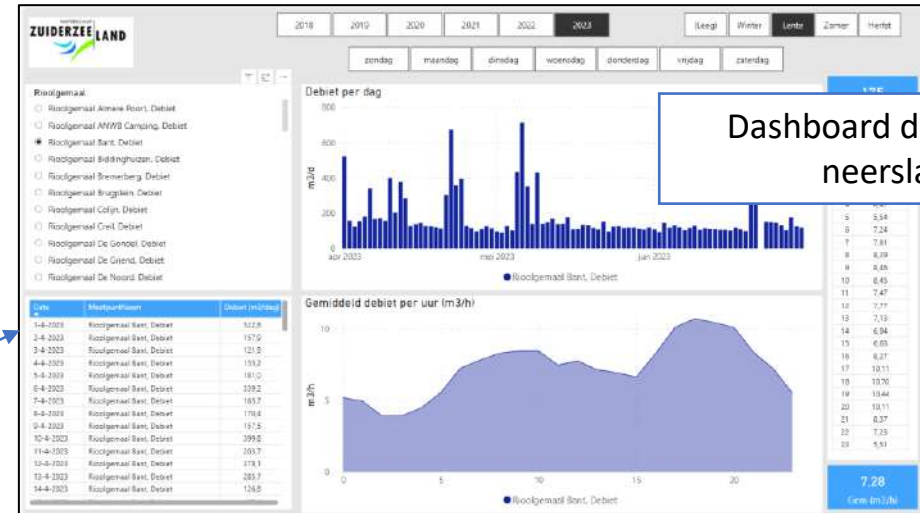 WATERSCHAP
ZUIDERZEELAND
2018 2019 2020 2021 2022 2023
(Leeg) Winter Lente Zomer Herfst
zondag maandag dinsdag woensdag donderdag vrijdag zaterdag
Rioolgemaal
Rioolgemaal Almere Poort, Debiet
Rioolgemaal ANWB Camping, Debiet
Rioolgemaal Bant, Debiet
Rioolgemaal Biddinghuizen, Debiet
Rioolgemaal Bremerberg, Debiet
Rioolgemaal Brugplein, Debiet
Rioolgemaal Colijn, Debiet
Rioolgemaal Creil, Debiet
Rioolgemaal De Gondel, Debiet
Rioolgemaal De Griend, Debiet
Rioolgemaal De Noord, Debiet
Debiet per dag
800
600
400
200
0
m3/d
apr 2023 mei 2023 jun 2023
Rioolgemaal Bant, Debiet
Dashboard d
neersla
5 5,54
6 7,24
7 7,81
8 8,29
9 8,46
10 8,45
11 7,47
12 7,77
13 7,13
14 6,94
15 6,63
16 8,27
17 10,11
18 10,70
19 10,44
20 10,11
21 8,37
22 7,23
23 5,51
7,28
Gem (m3/h)
Date Meetpuntnaam Debiet (m3/dag)
1-4-2023 Rioolgemaal Bant, Debiet 522,8
2-4-2023 Rioolgemaal Bant, Debiet 157,9
3-4-2023 Rioolgemaal Bant, Debiet 121,9
4-4-2023 Rioolgemaal Bant, Debiet 153,2
5-4-2023 Rioolgemaal Bant, Debiet 181,0
6-4-2023 Rioolgemaal Bant, Debiet 339,2
7-4-2023 Rioolgemaal Bant, Debiet 165,7
8-4-2023 Rioolgemaal Bant, Debiet 170,4
9-4-2023 Rioolgemaal Bant, Debiet 157,5
10-4-2023 Rioolgemaal Bant, Debiet 399,8
11-4-2023 Rioolgemaal Bant, Debiet 203,7
12-4-2023 Rioolgemaal Bant, Debiet 378,1
13-4-2023 Rioolgemaal Bant, Debiet 285,7
14-4-2023 Rioolgemaal Bant, Debiet 126,8
Gemiddeld debiet per uur (m3/h)
10
5
0
m3/h
0 5 10 15 20
Rioolgemaal Bant, Debiet